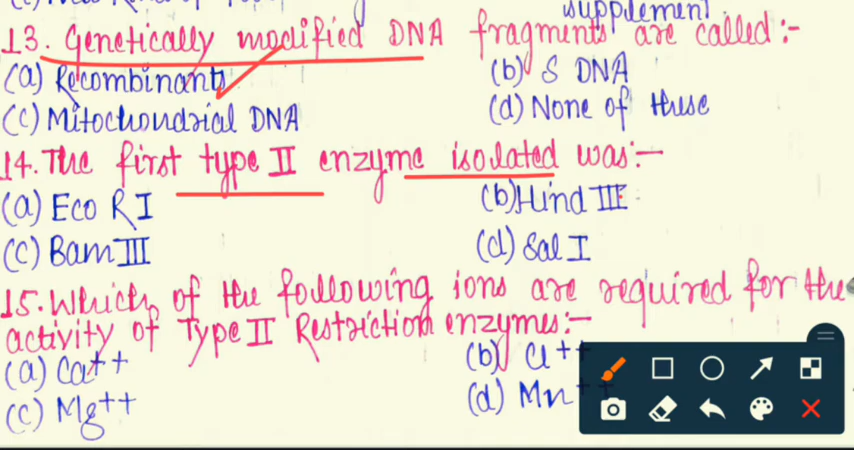 supplement
13. Genetically modified DNA fragments are called:-
(a) Recombinant (b) S DNA
(c) Mitochondrial DNA (d) None of these
14. The first type II enzyme isolated was:-
(a) Eco R I (b) Hind III
(c) Bam III (d) Sal I
15. Which of the following ions are required for the
activity of Type II Restriction enzymes:-
(a) Ca++ (b) Cl++
(c) Mg++ (d) Mn++